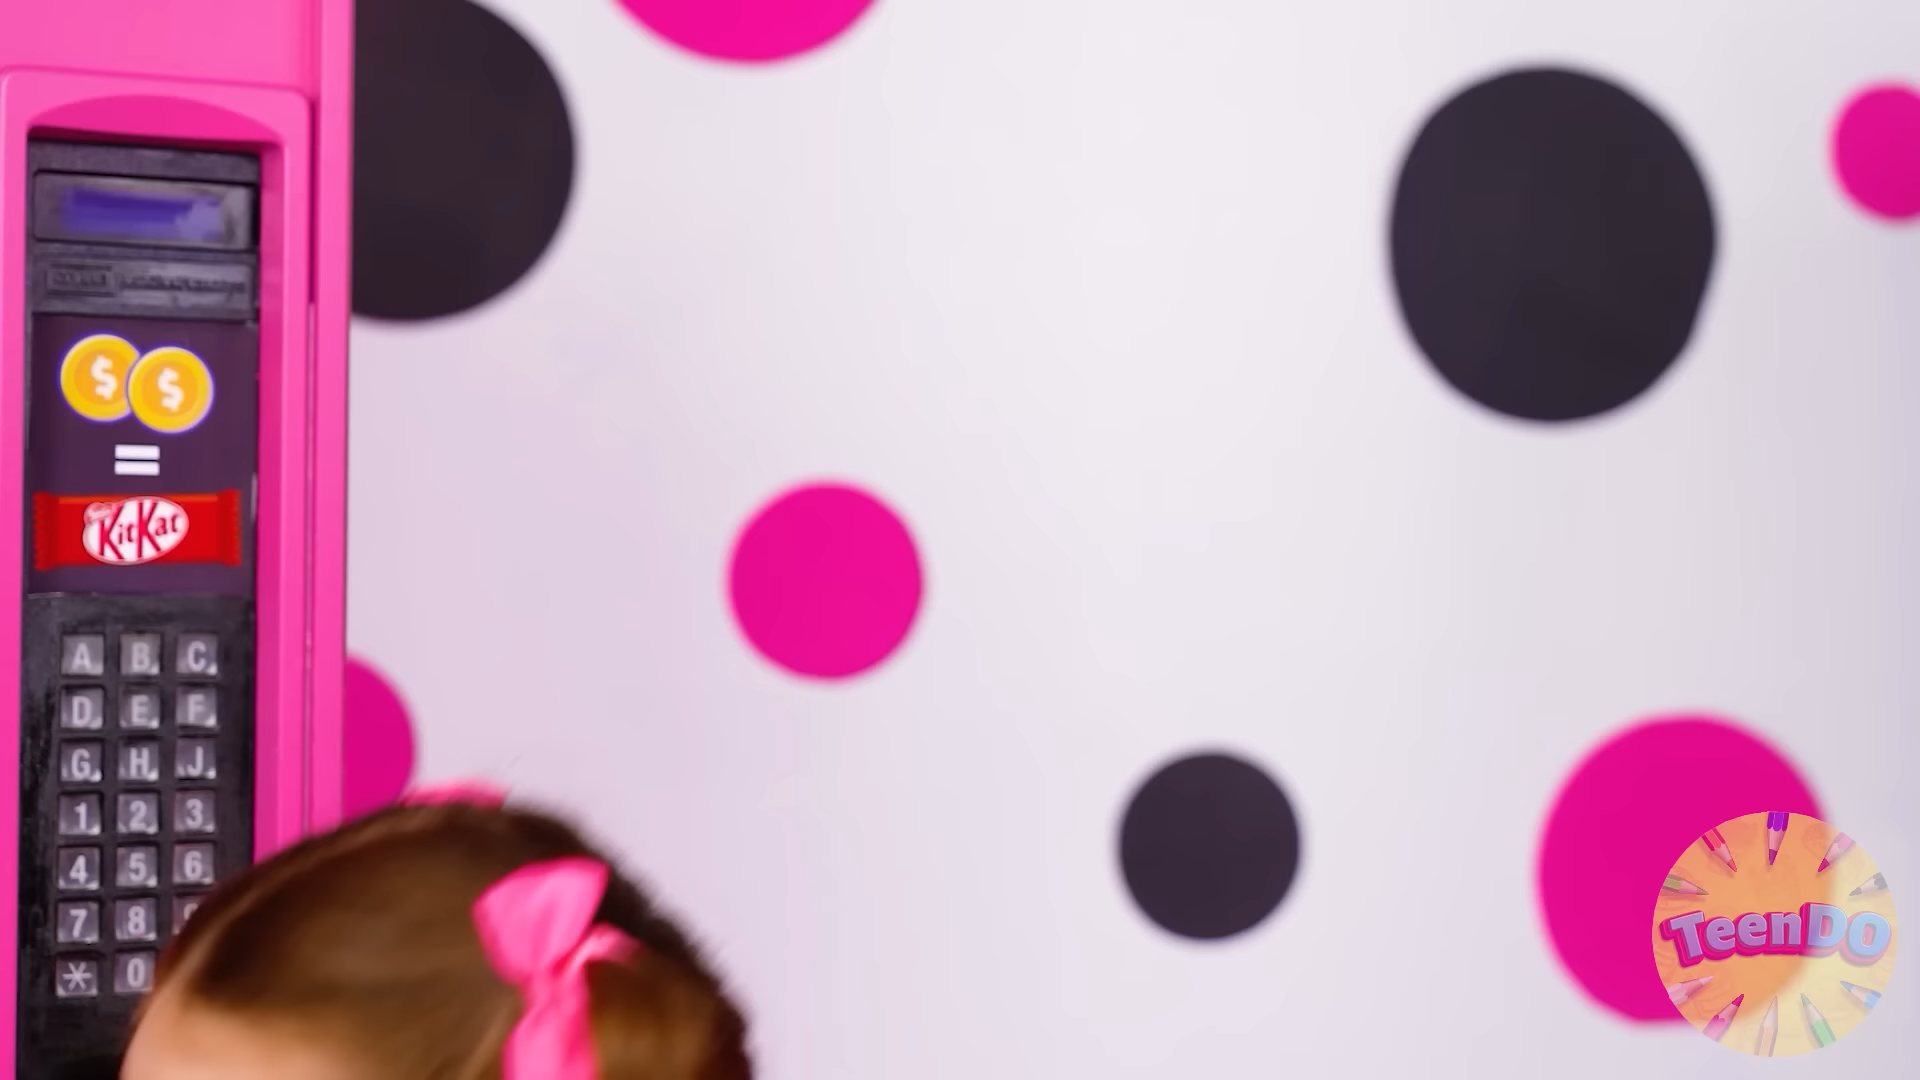 $ $
=
KitKat
A B C
D E F
G H J
1 2 3
4 5 6
7 8
* 0
TeenDO